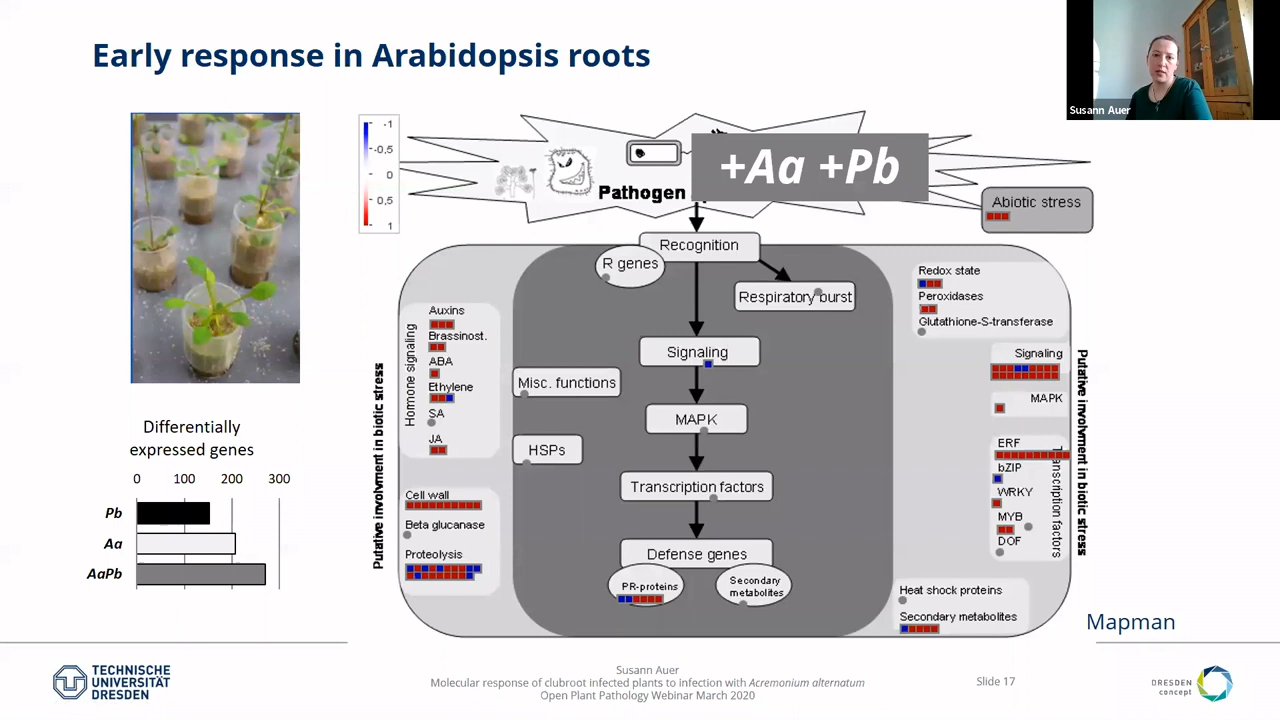 Early response in Arabidopsis roots
Susann Auer
-1
-0.5
0
0,5
1
Pathogen
+Aa +Pb
Abiotic stress
Recognition
R genes
Respiratory burst
Signaling
Misc. functions
MAPK
HSPs
Transcription factors
Defense genes
PR-proteins
Secondary
metabolites
Putative involvment in biotic stress
Hormone signaling
Auxins
Brassinost.
ABA
Ethylene
SA
JA
Cell wall
Beta glucanase
Proteolysis
Redox state
Peroxidases
Glutathione-S-transferase
Signaling
MAPK
ERF
bZIP
WRKY
MYB
DOF
Transcription factors
Putative involvment in biotic stress
Heat shock proteins
Secondary metabolites
Differentially
expressed genes
0 100 200 300
Pb
Aa
AaPb
Mapman
TECHNISCHE
UNIVERSITÄT
DRESDEN
Susann Auer
Molecular response of clubroot infected plants to infection with Acremonium alternatum
Open Plant Pathology Webinar March 2020
Slide 17
DRESDEN
concept